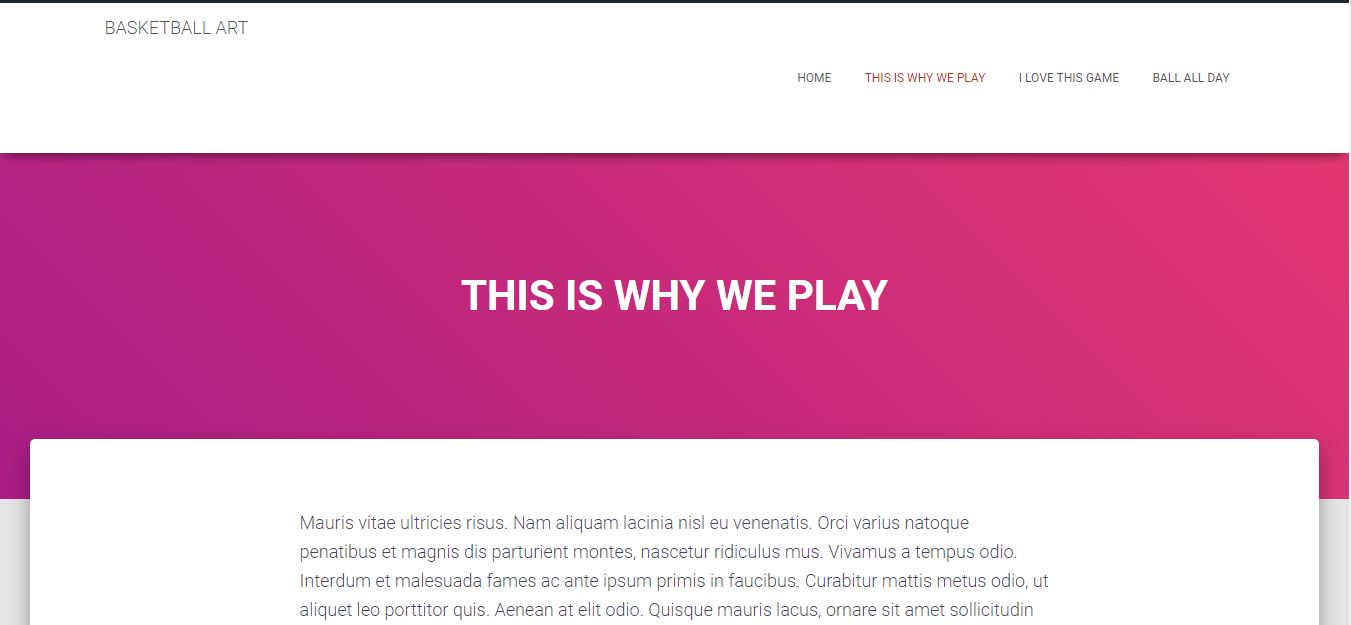 BASKETBALL ART
HOME THIS IS WHY WE PLAY I LOVE THIS GAME BALL ALL DAY
THIS IS WHY WE PLAY
Mauris vitae ultricies risus. Nam aliquam lacinia nisl eu venenatis. Orci varius natoque
penatibus et magnis dis parturient montes, nascetur ridiculus mus. Vivamus a tempus odio.
Interdum et malesuada fames ac ante ipsum primis in faucibus. Curabitur mattis metus odio, ut
aliquet leo porttitor quis. Aenean at elit odio. Quisque mauris lacus, ornare sit amet sollicitudin